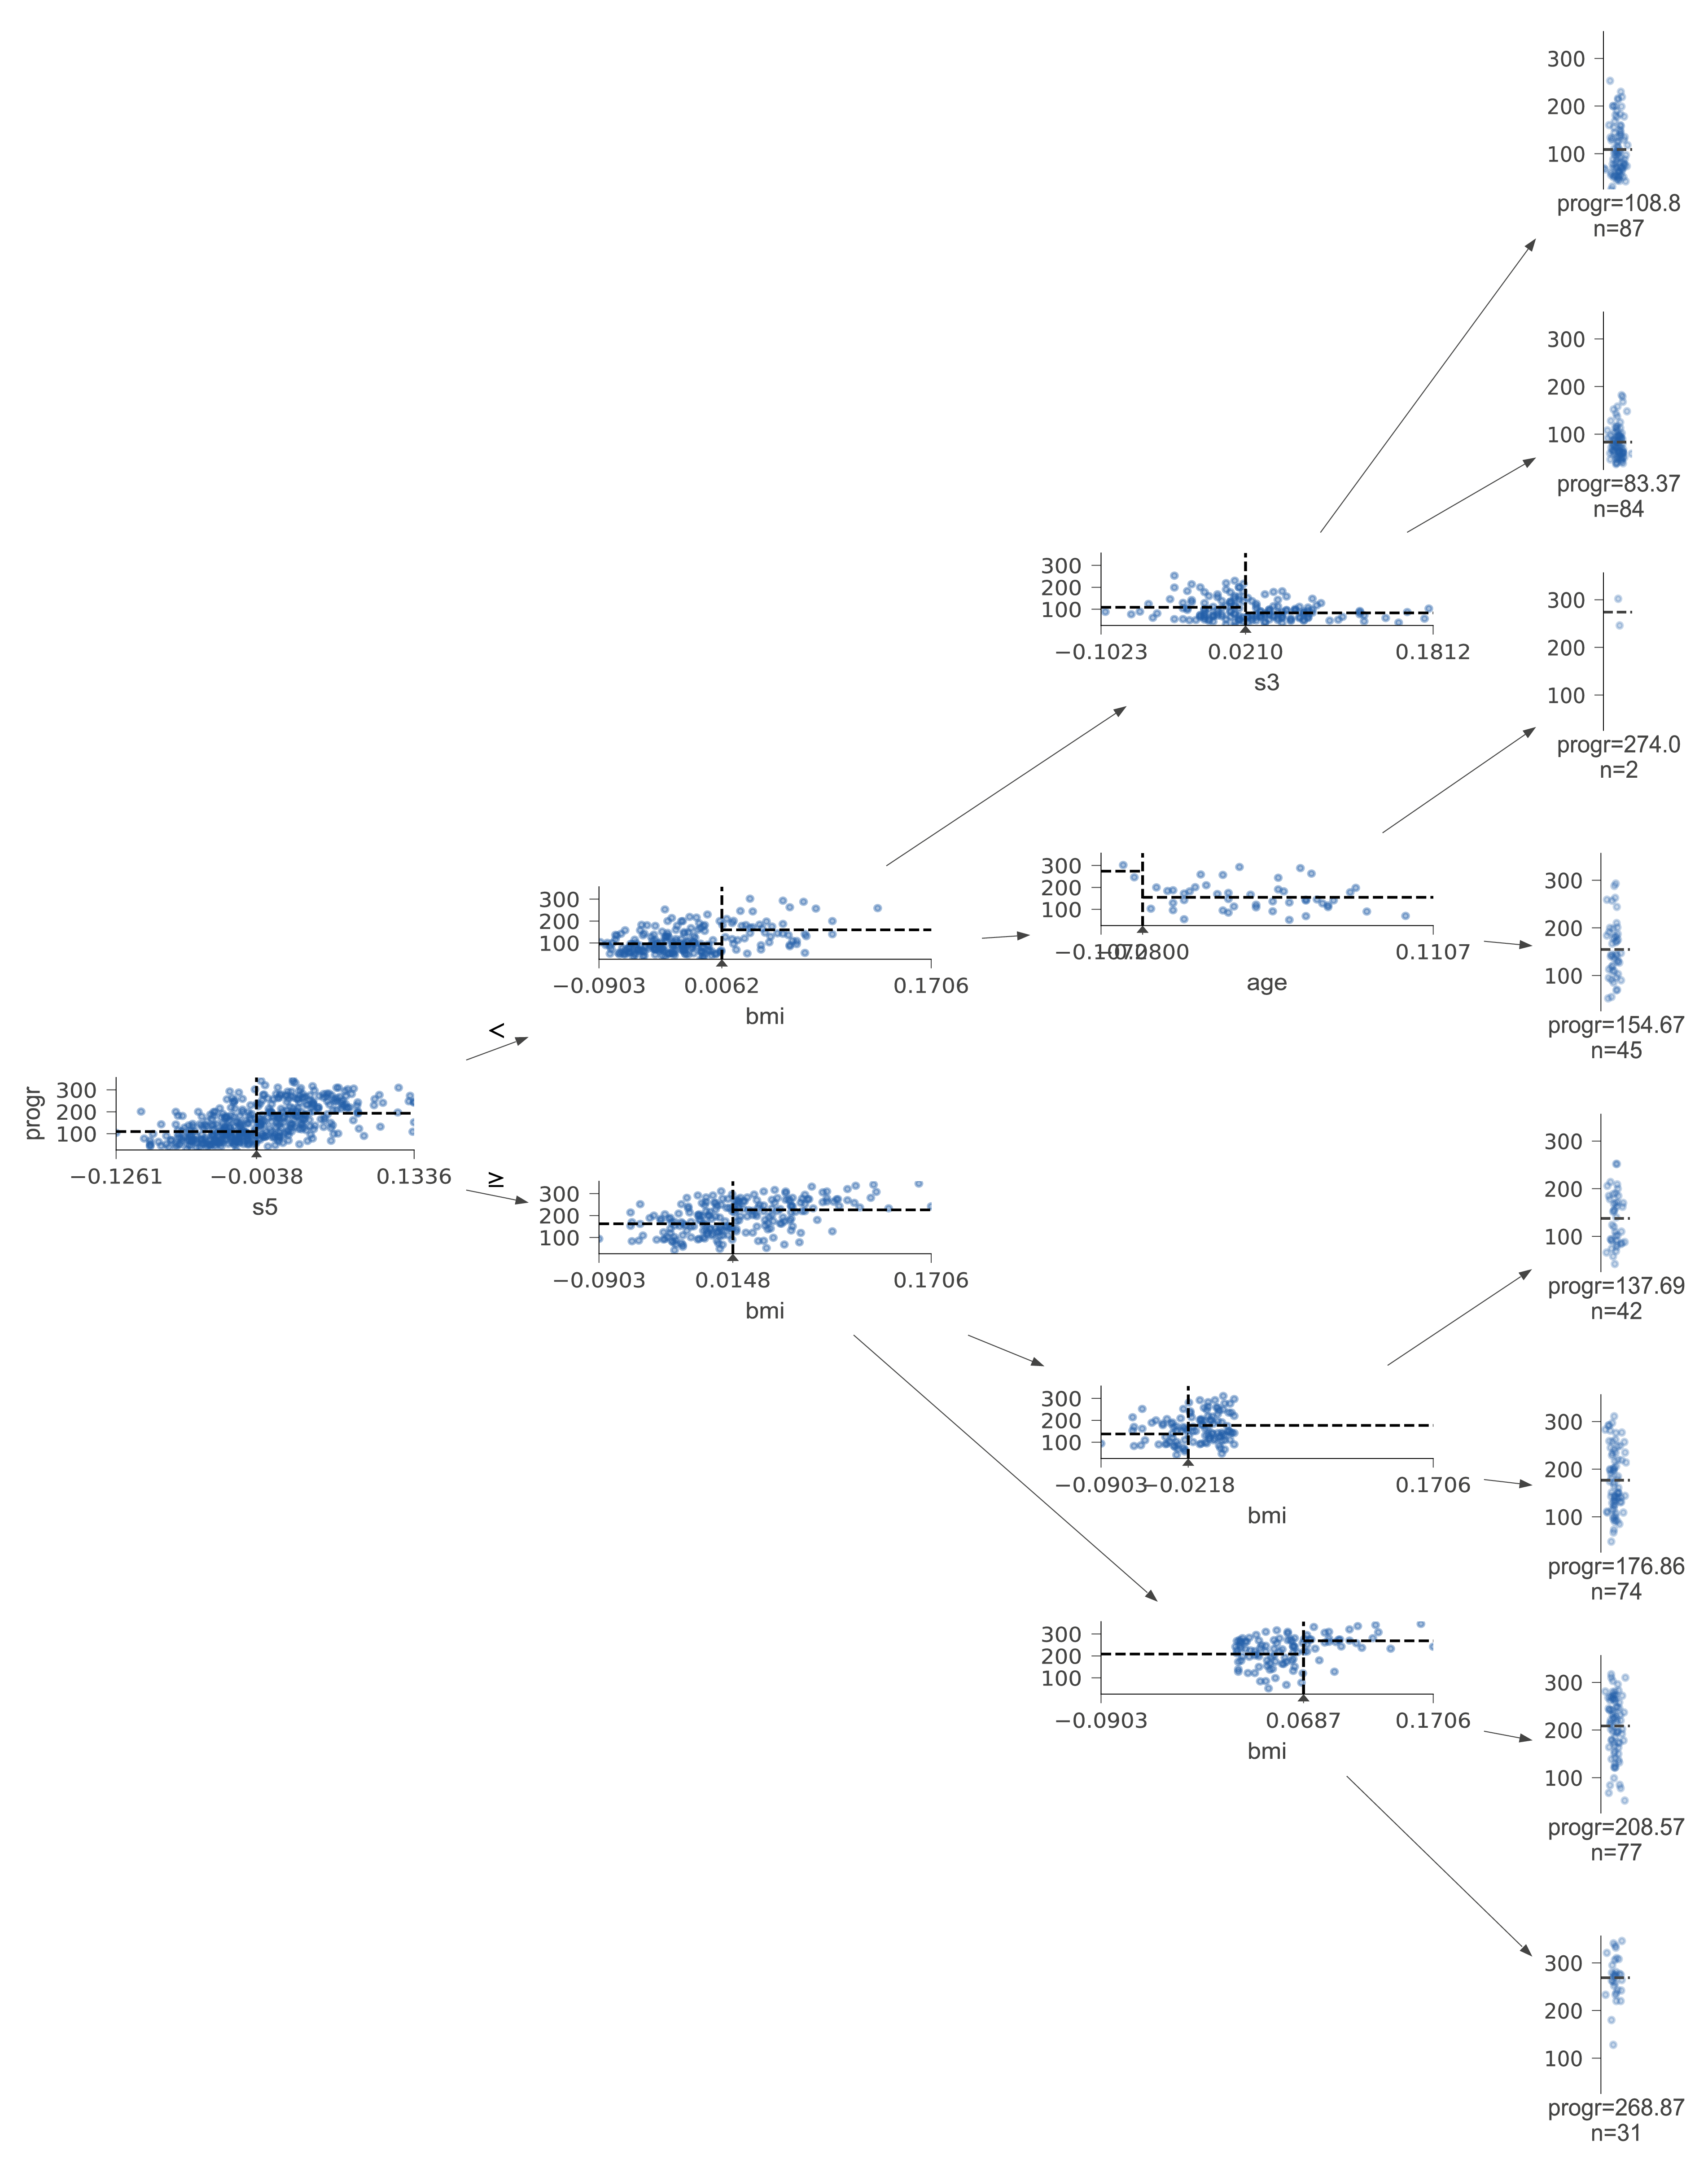 progr
300
200
100
−0.1261
−0.0038
0.1336
s5
<
≥
300
200
100
−0.0903
0.0062
0.1706
bmi
300
200
100
−0.0903
0.0148
0.1706
bmi
300
200
100
−0.1023
0.0210
0.1812
s3
300
200
100
−0.1072
−0.0800
0.1107
age
300
200
100
−0.0903
−0.0218
0.1706
bmi
300
200
100
−0.0903
0.0687
0.1706
bmi
300
200
100
progr=108.8
n=87
300
200
100
progr=83.37
n=84
300
200
100
progr=274.0
n=2
300
200
100
progr=154.67
n=45
300
200
100
progr=137.69
n=42
300
200
100
progr=176.86
n=74
300
200
100
progr=208.57
n=77
300
200
100
progr=268.87
n=31